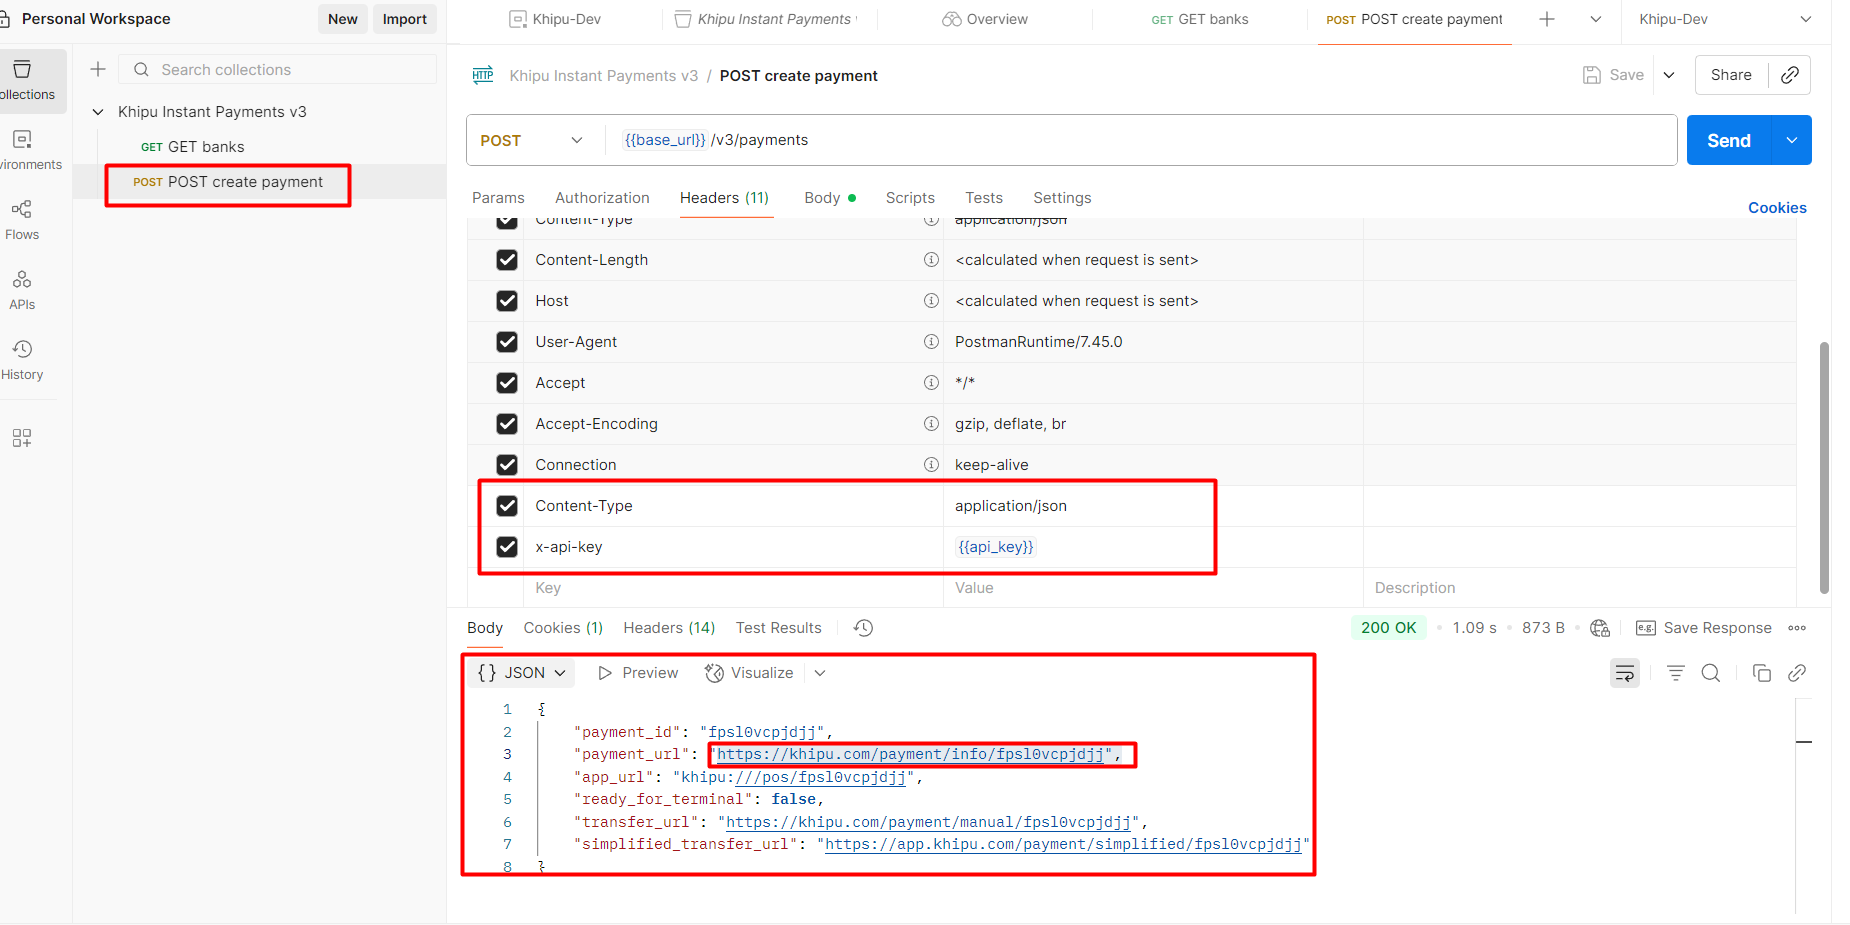 Personal Workspace
New
Import
Khipu-Dev
Khipu Instant Payments
Overview
GET GET banks
POST POST create payment
Khipu-Dev
ollections
Search collections
Khipu Instant Payments v3
GET GET banks
POST POST create payment
vironments
Flows
APIs
History
HTTP Khipu Instant Payments v3 / POST create payment
Save
Share
POST
{{base_url}} /v3/payments
Send
Params
Authorization
Headers (11)
Body
Scripts
Tests
Settings
Cookies
Content-Type application/json
Content-Length <calculated when request is sent>
Host <calculated when request is sent>
User-Agent PostmanRuntime/7.45.0
Accept */*
Accept-Encoding gzip, deflate, br
Connection keep-alive
Content-Type application/json
x-api-key {{api_key}}
Key Value Description
Body
Cookies (1)
Headers (14)
Test Results
200 OK
1.09 s
873 B
e.g. Save Response
{} JSON
Preview
Visualize
1 {
2 "payment_id": "fpsl0vcpjdjj",
3 "payment_url": "https://khipu.com/payment/info/fpsl0vcpjdjj",
4 "app_url": "khipu:///pos/fpsl0vcpjdjj",
5 "ready_for_terminal": false,
6 "transfer_url": "https://khipu.com/payment/manual/fpsl0vcpjdjj",
7 "simplified_transfer_url": "https://app.khipu.com/payment/simplified/fpsl0vcpjdjj"
8 }